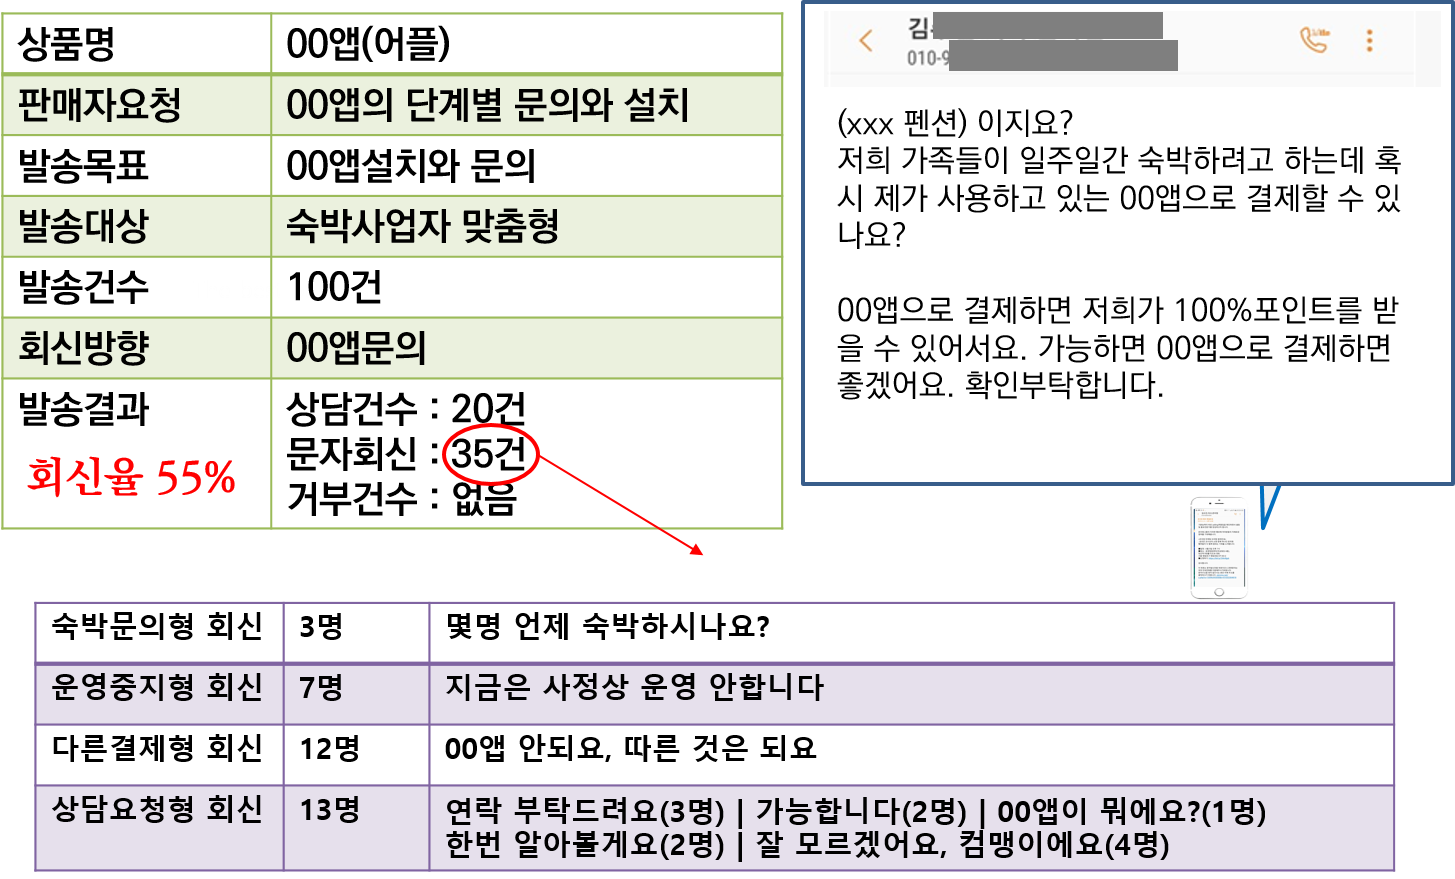 상품명 00앱(어플)
판매자요청 00앱의 단계별 문의와 설치
발송목표 00앱설치와 문의
발송대상 숙박사업자 맞춤형
발송건수 100건
회신방향 00앱문의
발송결과 상담건수 : 20건
문자회신 : 35건
회신율 55%
거부건수 : 없음
김
010-9
(xxx 펜션) 이지요?
저희 가족들이 일주일간 숙박하려고 하는데 혹
시 제가 사용하고 있는 00앱으로 결제할 수 있
나요?
00앱으로 결제하면 저희가 100%포인트를 받
을 수 있어서요. 가능하면 00앱으로 결제하면
좋겠어요. 확인부탁합니다.
숙박문의형 회신 3명 몇명 언제 숙박하시나요?
운영중지형 회신 7명 지금은 사정상 운영 안합니다
다른결제형 회신 12명 00앱 안되요, 따른 것은 되요
상담요청형 회신 13명 연락 부탁드려요(3명) | 가능합니다(2명) | 00앱이 뭐에요?(1명)
한번 알아볼게요(2명) | 잘 모르겠어요, 컴맹이에요(4명)